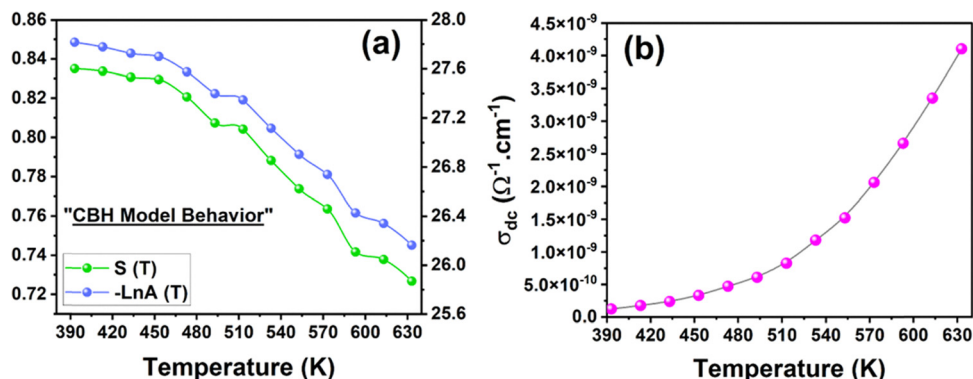 (a)
0.86
0.84
0.82
0.80
0.78
0.76
0.74
0.72
28.0
27.6
27.2
26.8
26.4
26.0
25.6
"CBH Model Behavior"
S (T)
-LnA (T)
390 420 450 480 510 540 570 600 630
Temperature (K)
(b)
σdc (Ω-1.cm-1)
4.5×10-9
4.0×10-9
3.5×10-9
3.0×10-9
2.5×10-9
2.0×10-9
1.5×10-9
1.0×10-9
5.0×10-10
0.0
390 420 450 480 510 540 570 600 630
Temperature (K)